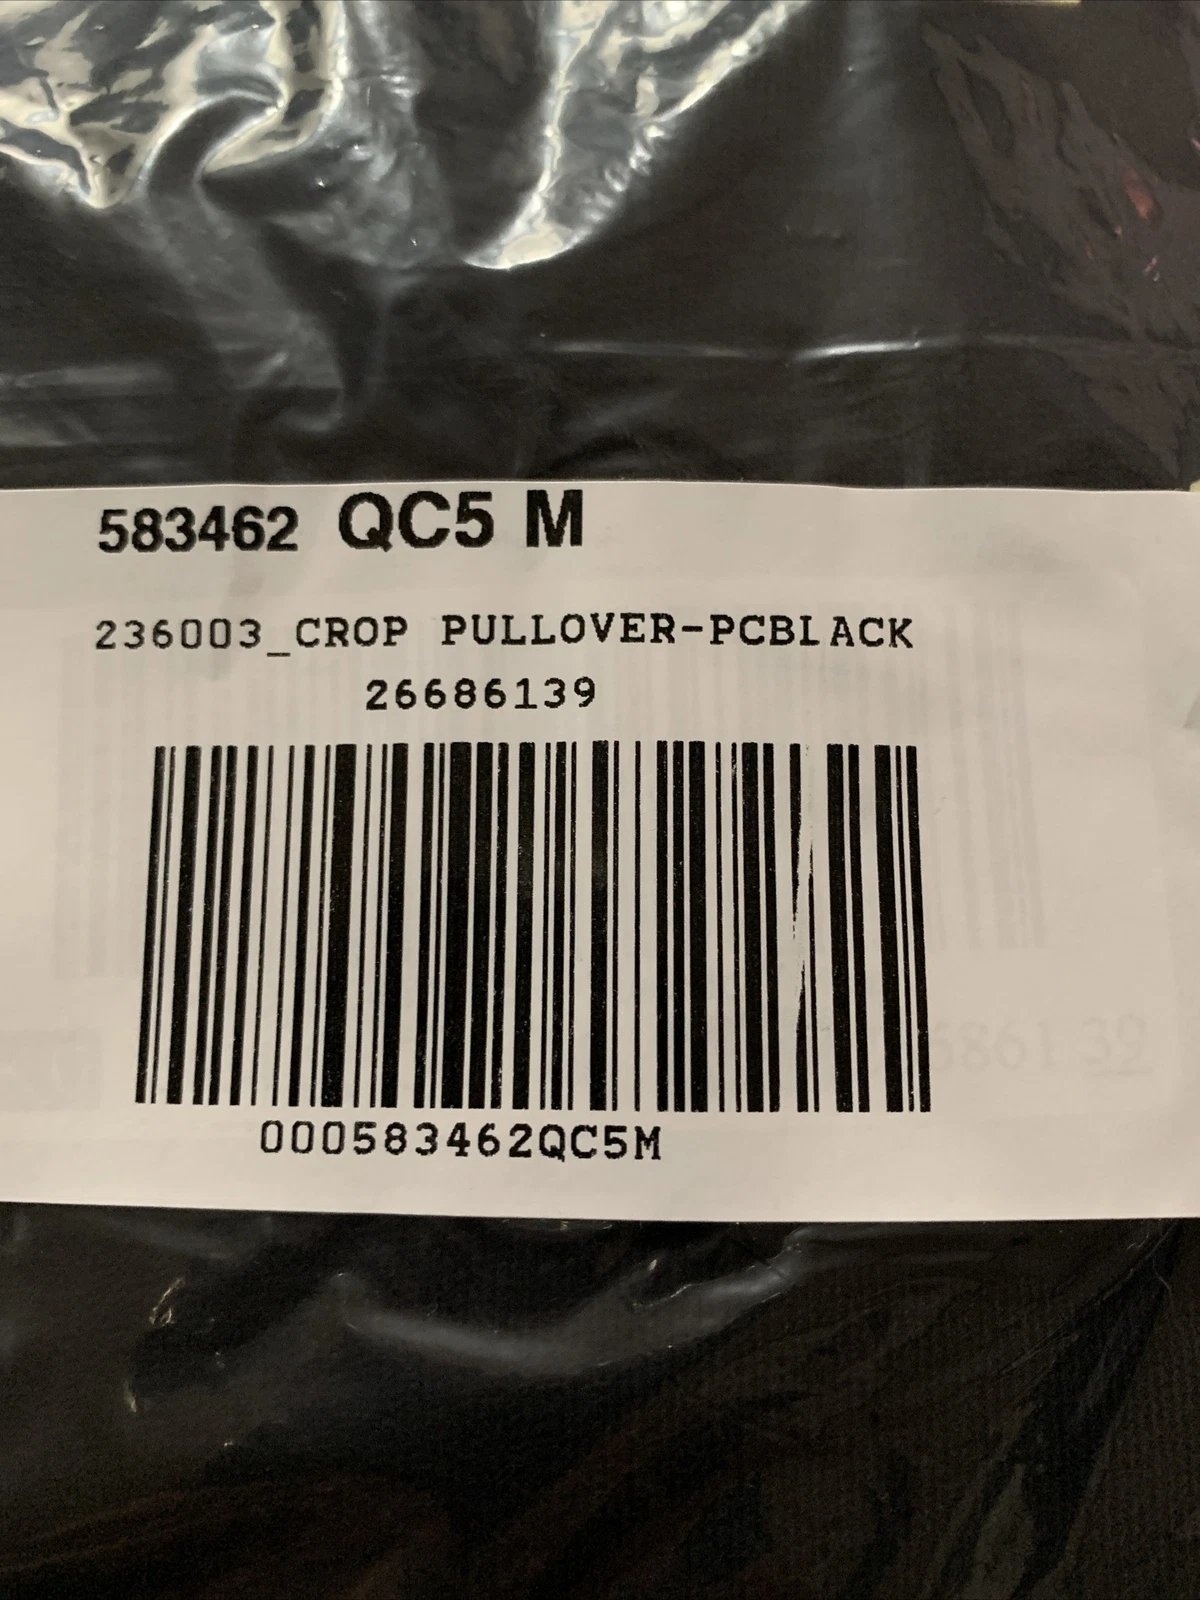 583462 QC5 M
236003_CROP PULLOVER-PCBLACK
26686139
000583462QC5M